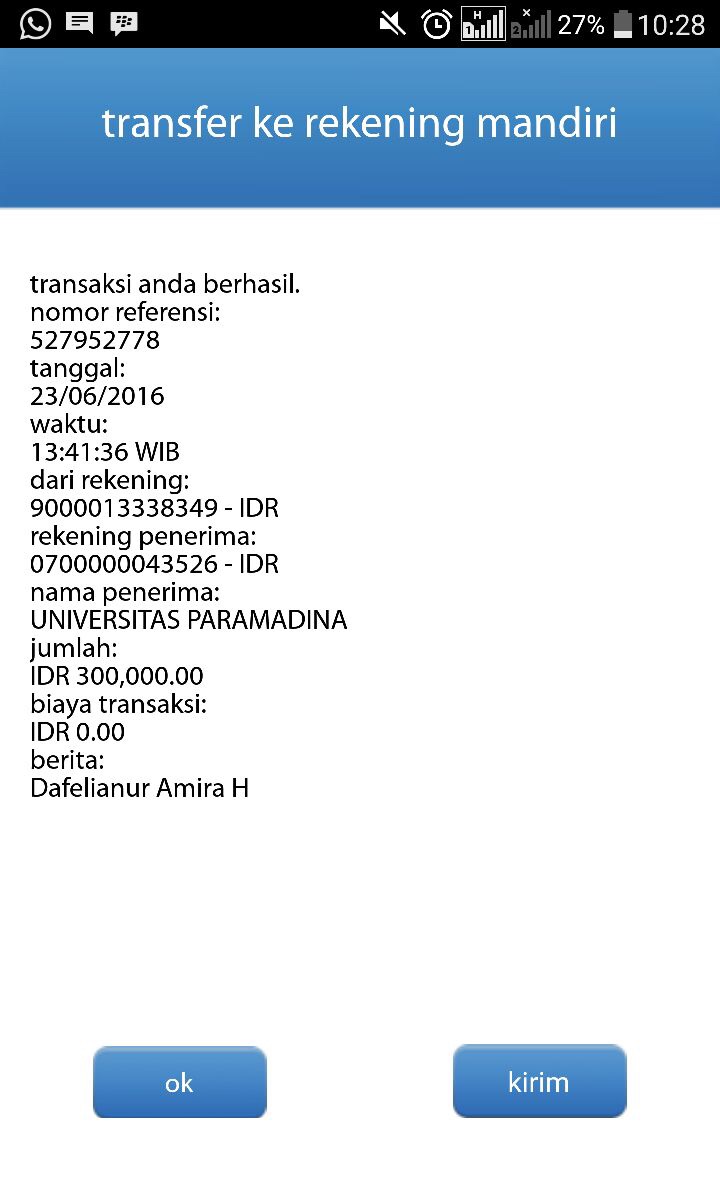 27% 10:28
transfer ke rekening mandiri
transaksi anda berhasil.
nomor referensi:
527952778
tanggal:
23/06/2016
waktu:
13:41:36 WIB
dari rekening:
9000013338349 - IDR
rekening penerima:
0700000043526 - IDR
nama penerima:
UNIVERSITAS PARAMADINA
jumlah:
IDR 300,000.00
biaya transaksi:
IDR 0.00
berita:
Dafelianur Amira H
ok
kirim